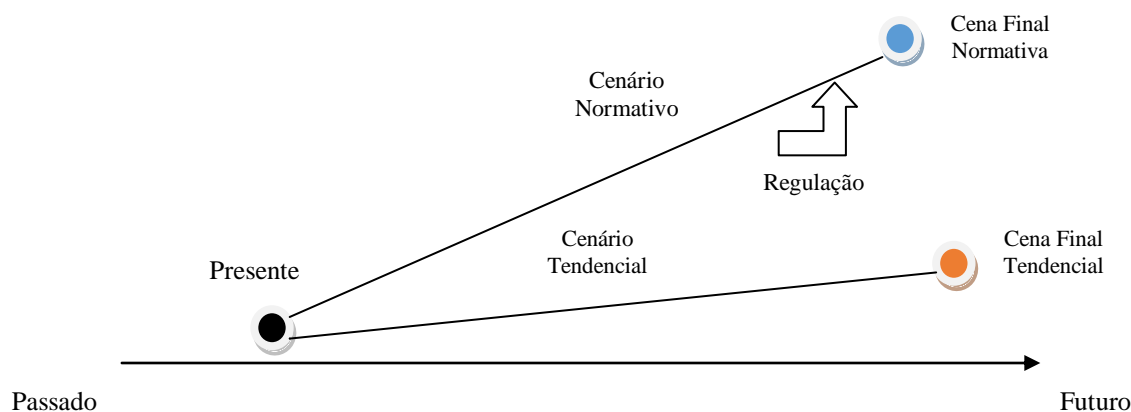 Cena Final
Normativa
Cenário
Normativo
Regulação
Cenário
Tendencial
Cena Final
Tendencial
Presente
Passado
Futuro